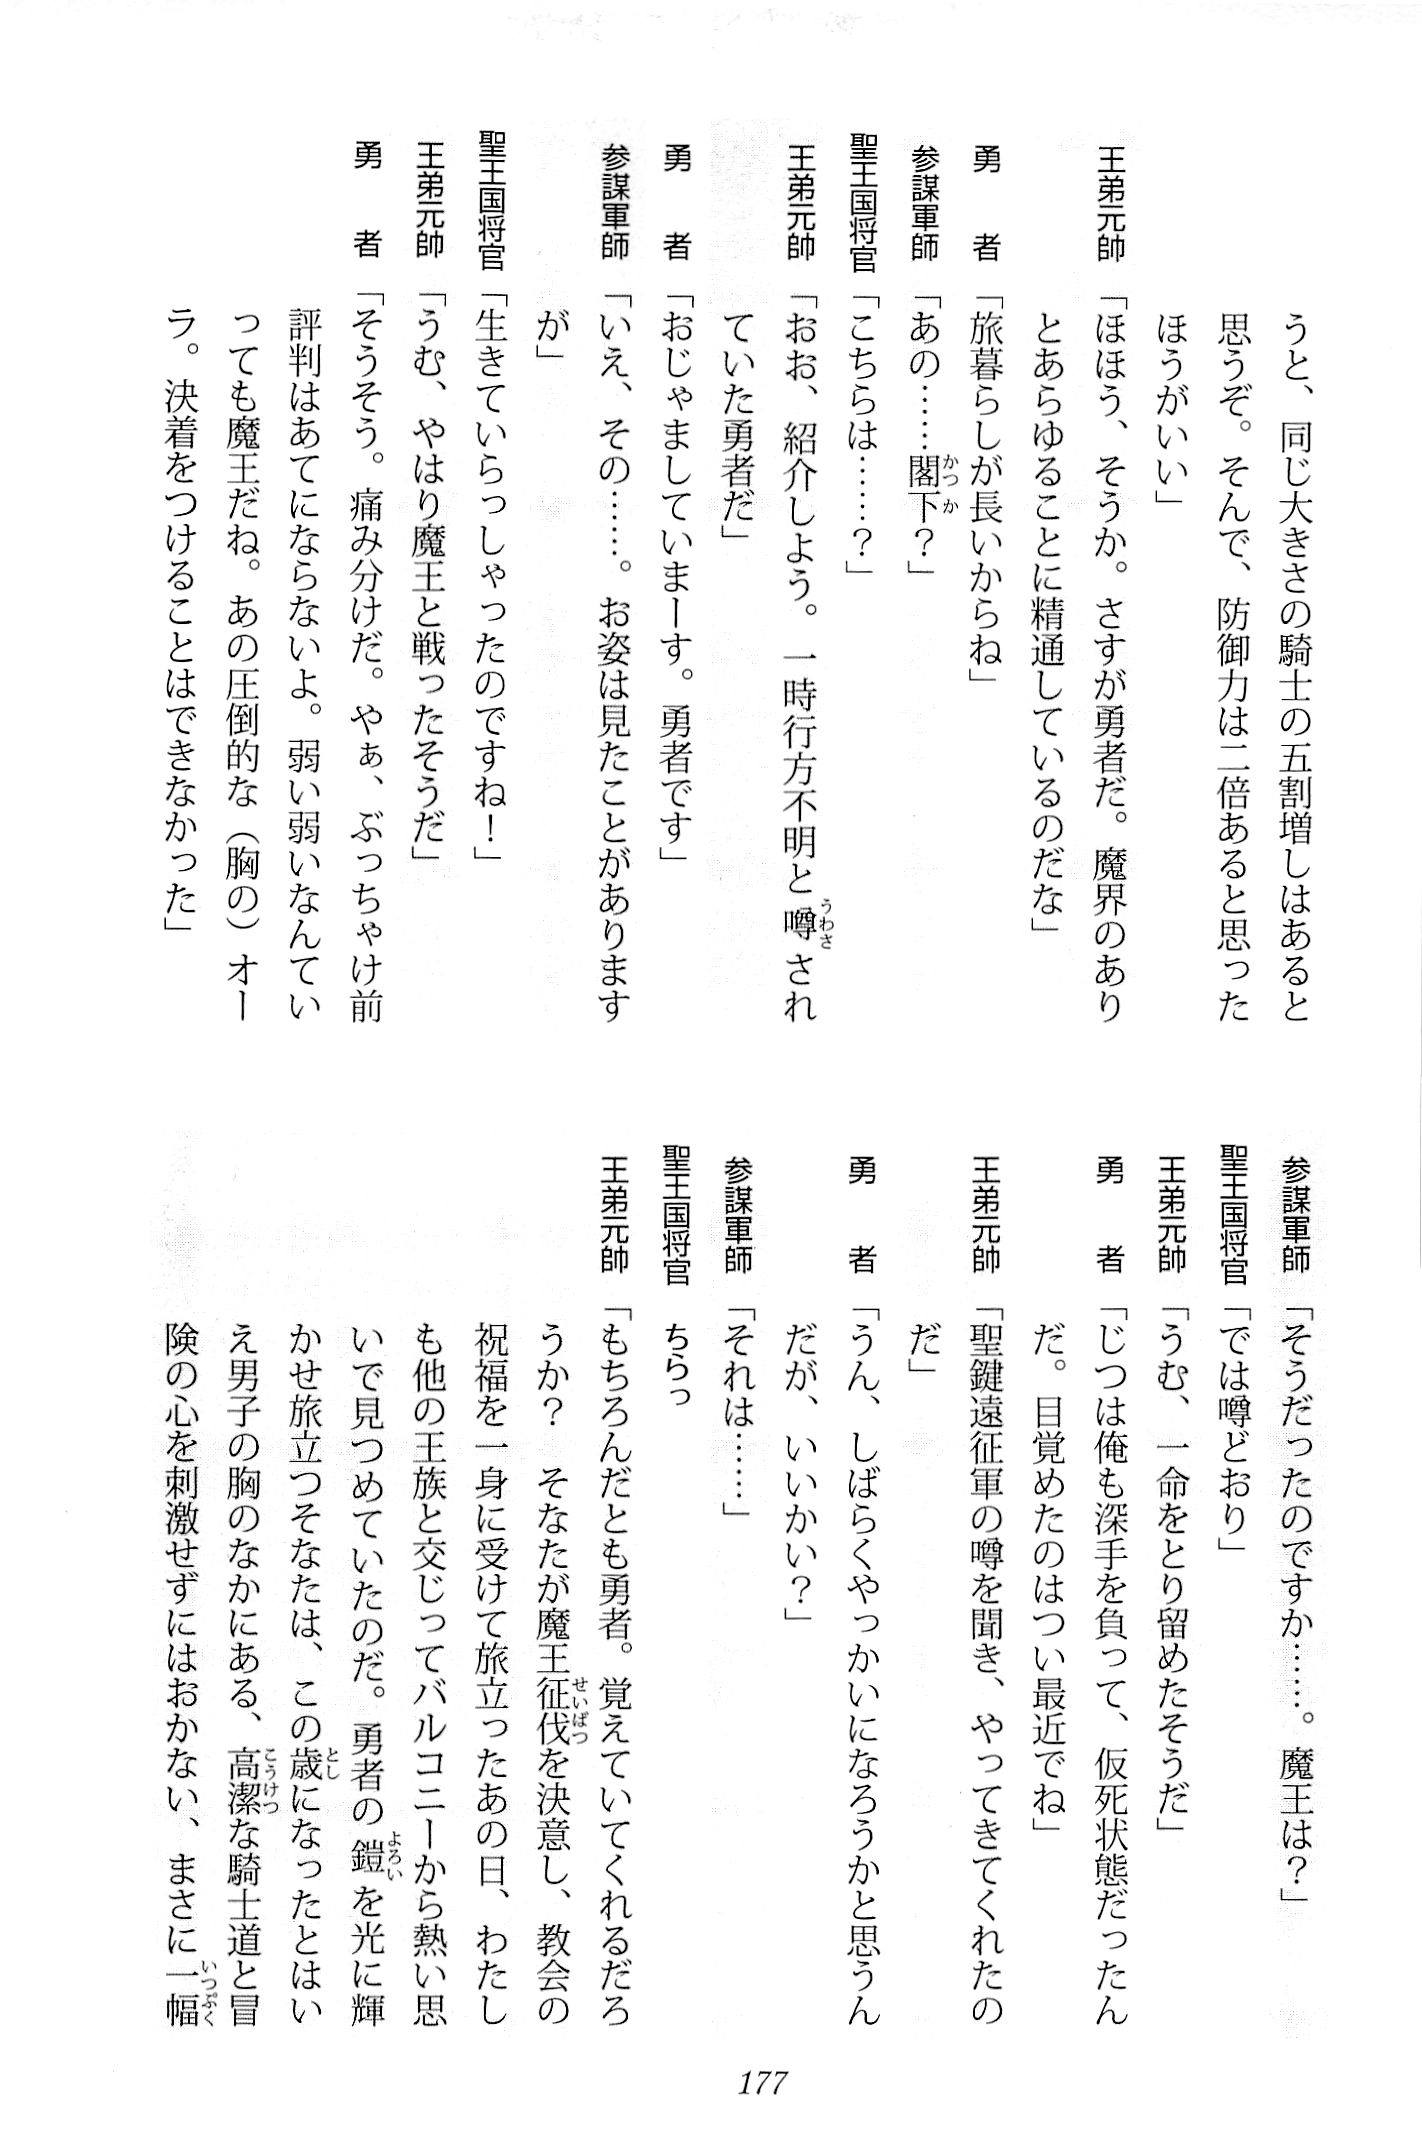 うと、同じ大きさの騎士の五割増しはあると
思うぞ。そんで、防御力は二倍あると思った
ほうがいい」
王弟元帥「ほほう、そうか。さすが勇者だ。魔界のあり
とあらゆることに精通しているのだな」
勇　者「旅暮らしが長いからね」
参謀軍師「あの……閣下？」
聖王国将官「こちらは……？」
王弟元帥「おお、紹介しよう。一時行方不明と噂され
ていた勇者だ」
勇　者「おじゃましていまーす。勇者です」
参謀軍師「いえ、その……。お姿は見たことがあります
が」
聖王国将官「生きていらっしゃったのですね！」
王弟元帥「うむ、やはり魔王と戦ったそうだ」
勇　者「そうそう。痛み分けだ。やぁ、ぶっちゃけ前
評判はあてにならないよ。弱い弱いなんてい
っても魔王だね。あの圧倒的な（胸の）オー
ラ。決着をつけることはできなかった」
参謀軍師「そうだったのですか……。魔王は？」
聖王国将官「では噂どおり」
王弟元帥「うむ、一命をとり留めたそうだ」
勇　者「じつは俺も深手を負って、仮死状態だったん
だ。目覚めたのはつい最近でね」
王弟元帥「聖鍵遠征軍の噂を聞き、やってきてくれたの
だ」
勇　者「うん、しばらくやっかいになろうかと思うん
だが、いいかい？」
参謀軍師「それは……」
聖王国将官　ちらっ
王弟元帥「もちろんだとも勇者。覚えていてくれるだろ
うか？　そなたが魔王征伐を決意し、教会の
祝福を一身に受けて旅立ったあの日、わたし
も他の王族と交じってバルコニーから熱い思
いで見つめていたのだ。勇者の鎧を光に輝
かせ旅立つそなたは、この歳になったとはい
え男子の胸のなかにある、高潔な騎士道と冒
険の心を刺激せずにはおかない、まさに一幅
177